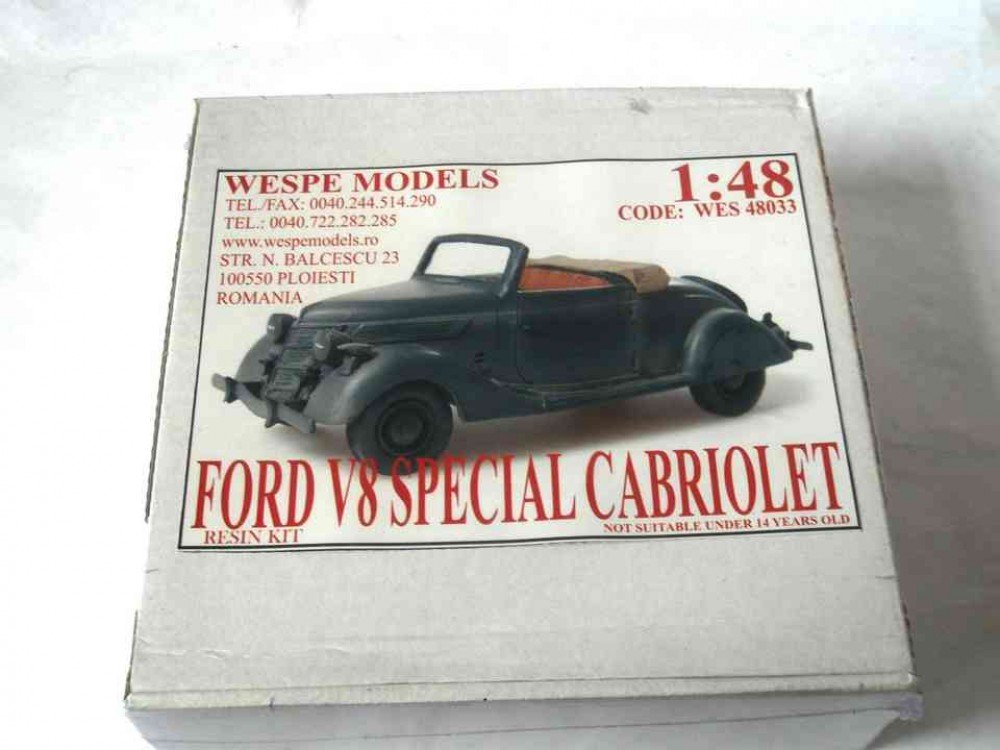 WESPE MODELS
TEL./FAX: 0040.244.514.290
TEL.: 0040.722.282.285
www.wespemodels.ro
STR. N. BALCESCU 23
100550 PLOIESTI
ROMANIA
1:48
CODE: WES 48033
FORD V8 SPECIAL CABRIOLET
RESIN KIT
NOT SUITABLE UNDER 14 YEARS OLD